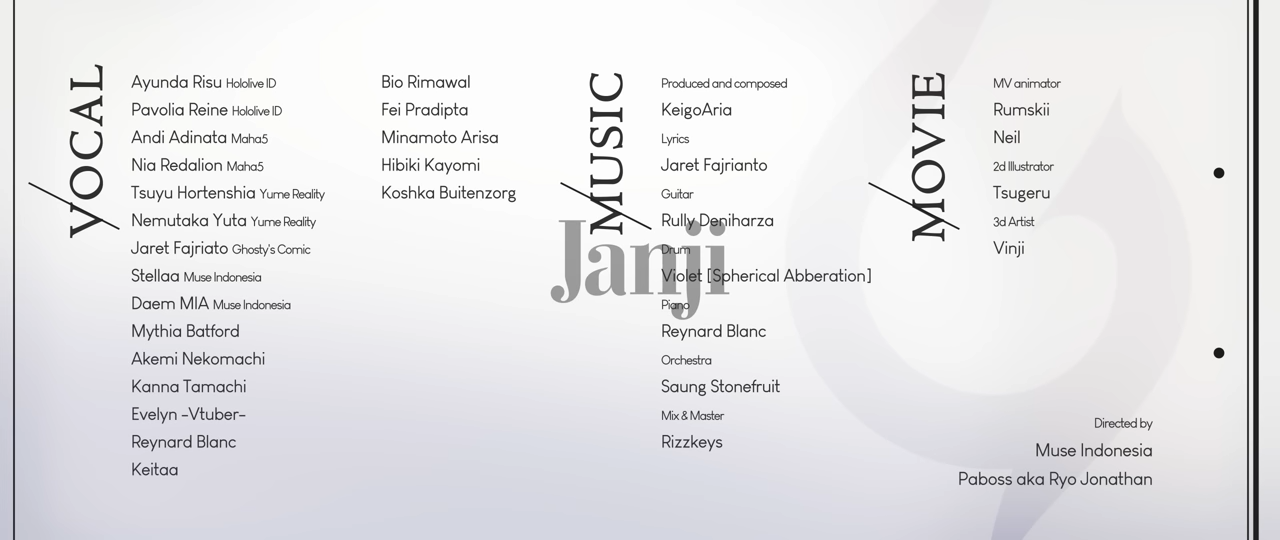 VOCAL
Ayunda Risu Hololive ID
Pavolia Reine Hololive ID
Andi Adinata Maha5
Nia Redalion Maha5
Tsuyu Hortenshia Yume Reality
Nemutaka Yuta Yume Reality
Jaret Fajriato Ghosty's Comic
Stellaa Muse Indonesia
Daem MIA Muse Indonesia
Mythia Batford
Akemi Nekomachi
Kanna Tamachi
Evelyn -Vtuber-
Reynard Blanc
Keitaa
Bio Rimawal
Fei Pradipta
Minamoto Arisa
Hibiki Kayomi
Koshka Buitenzorg
MUSIC
Produced and composed
KeigoAria
Lyrics
Jaret Fajrianto
Guitar
Rully Deniharza
Drum
Violet [Spherical Abberation]
Piano
Reynard Blanc
Orchestra
Saung Stonefruit
Mix & Master
Rizzkeys
Janji
MOVIE
MV animator
Rumskii
Neil
2d Illustrator
Tsugeru
3d Artist
Vinji
Directed by
Muse Indonesia
Paboss aka Ryo Jonathan